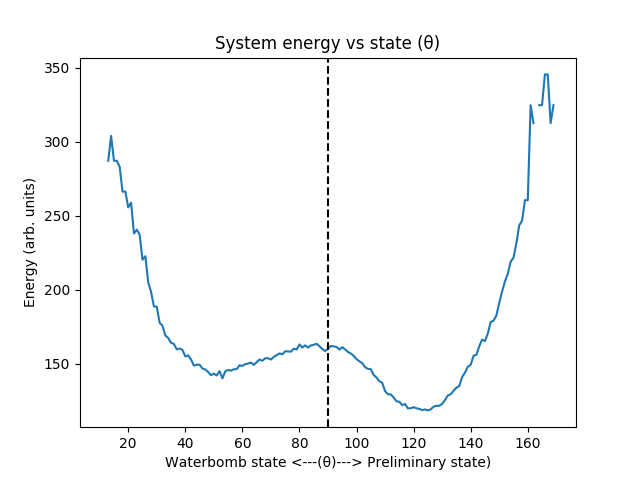 System energy vs state (θ)
350
300
250
200
150
Energy (arb. units)
20 40 60 80 100 120 140 160
Waterbomb state <---(θ)---> Preliminary state)